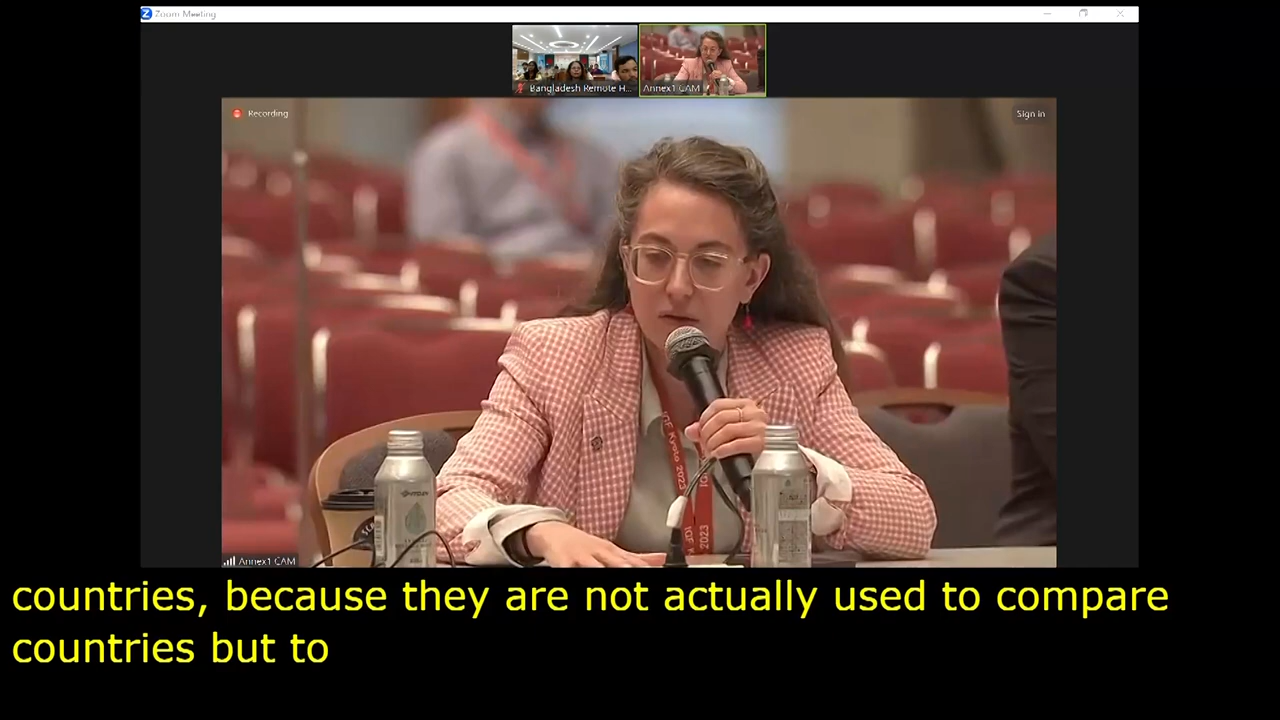 Zoom Meeting
Bangladesh Remote H...
Annex1 CAM
Recording
Sign in
IGF Kyoto 2023
2023
Annex1 CAM
countries, because they are not actually used to compare
countries but to